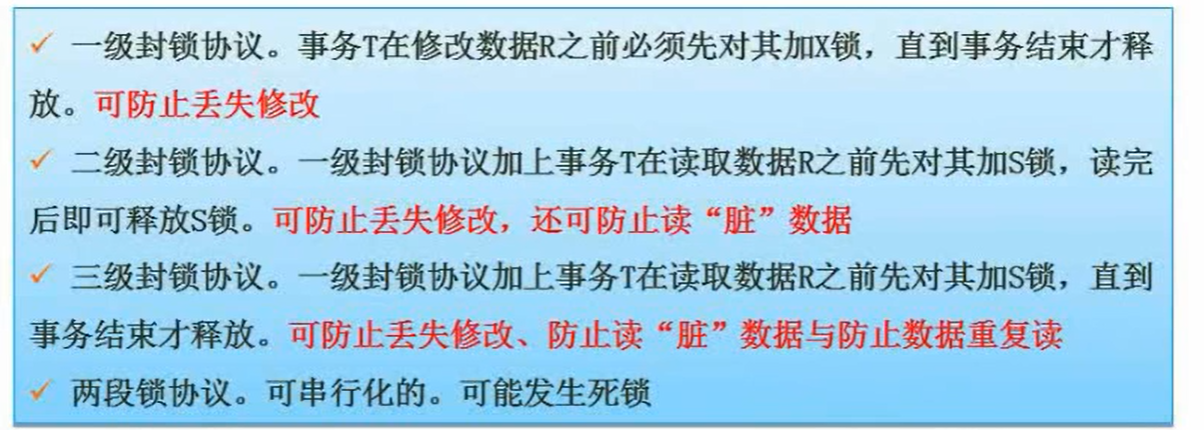 ✓ 一级封锁协议。事务T在修改数据R之前必须先对其加X锁，直到事务结束才释
放。可防止丢失修改
✓ 二级封锁协议。一级封锁协议加上事务T在读取数据R之前先对其加S锁，读完
后即可释放S锁。可防止丢失修改，还可防止读“脏”数据
✓ 三级封锁协议。一级封锁协议加上事务T在读取数据R之前先对其加S锁，直到
事务结束才释放。可防止丢失修改、防止读“脏”数据与防止数据重复读
✓ 两段锁协议。可串行化的。可能发生死锁